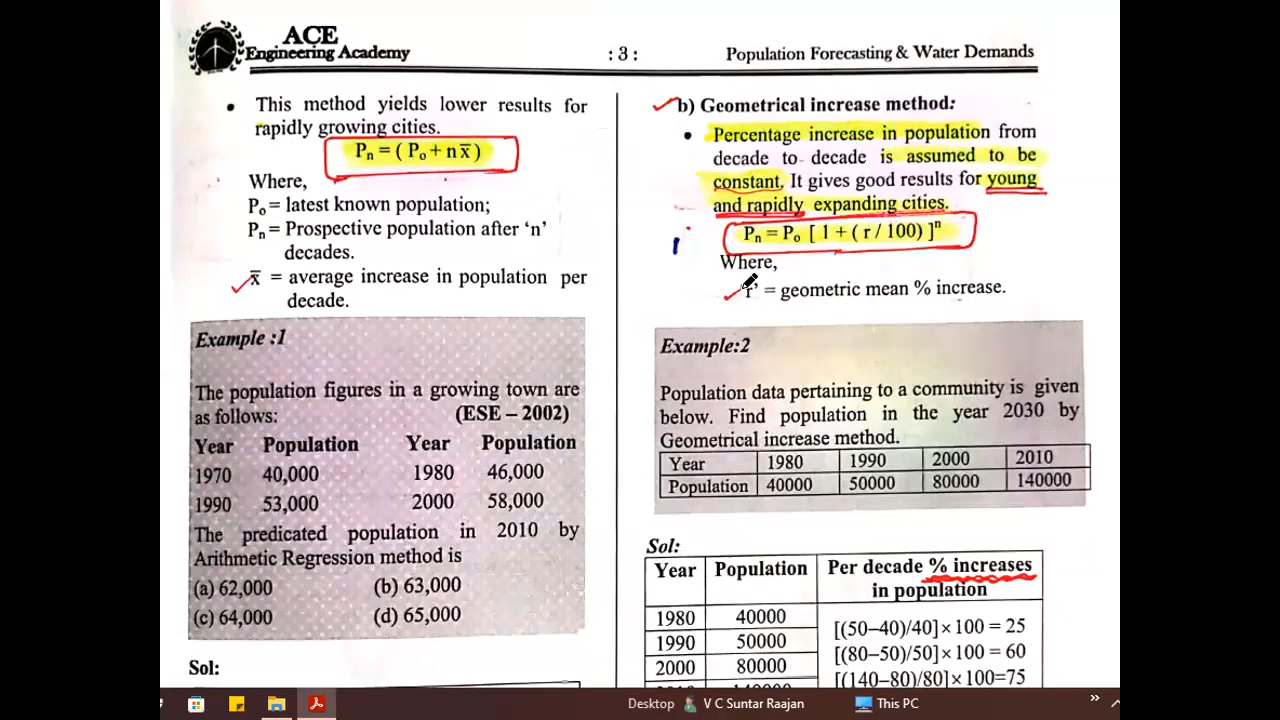 ACE
Engineering Academy
: 3 :
Population Forecasting & Water Demands
• This method yields lower results for
rapidly growing cities.
Pn = ( Po + n x̄ )
Where,
Po = latest known population;
Pn = Prospective population after ‘n’
decades.
x̄ = average increase in population per
decade.
Example :1
The population figures in a growing town are
as follows: (ESE – 2002)
Year Population Year Population
1970 40,000 1980 46,000
1990 53,000 2000 58,000
The predicated population in 2010 by
Arithmetic Regression method is
(a) 62,000 (b) 63,000
(c) 64,000 (d) 65,000
Sol:
b) Geometrical increase method:
• Percentage increase in population from
decade to decade is assumed to be
constant. It gives good results for young
and rapidly expanding cities.
Pn = Po [ 1 + ( r / 100) ]n
Where,
r’ = geometric mean % increase.
Example:2
Population data pertaining to a community is given
below. Find population in the year 2030 by
Geometrical increase method.
Year 1980 1990 2000 2010
Population 40000 50000 80000 140000
Sol:
Year Population Per decade % increases
in population
1980 40000 [(50–40)/40]×100 = 25
1990 50000 [(80–50)/50]×100 = 60
2000 80000 [(140–80)/80]×100=75
Desktop V C Suntar Raajan This PC